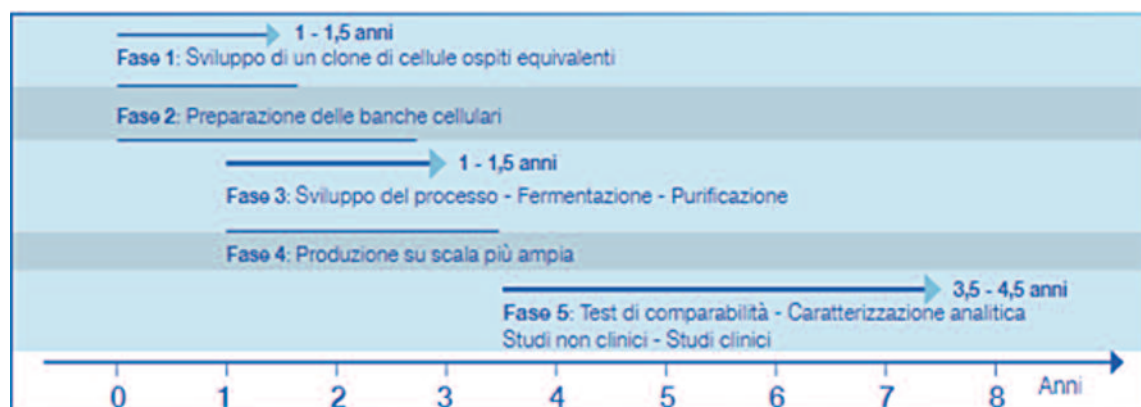 1 - 1,5 anni
Fase 1: Sviluppo di un clone di cellule ospiti equivalenti
Fase 2: Preparazione delle banche cellulari
1 - 1,5 anni
Fase 3: Sviluppo del processo - Fermentazione - Purificazione
Fase 4: Produzione su scala più ampia
3,5 - 4,5 anni
Fase 5: Test di comparabilità - Caratterizzazione analitica
Studi non clinici - Studi clinici
0 1 2 3 4 5 6 7 8 Anni